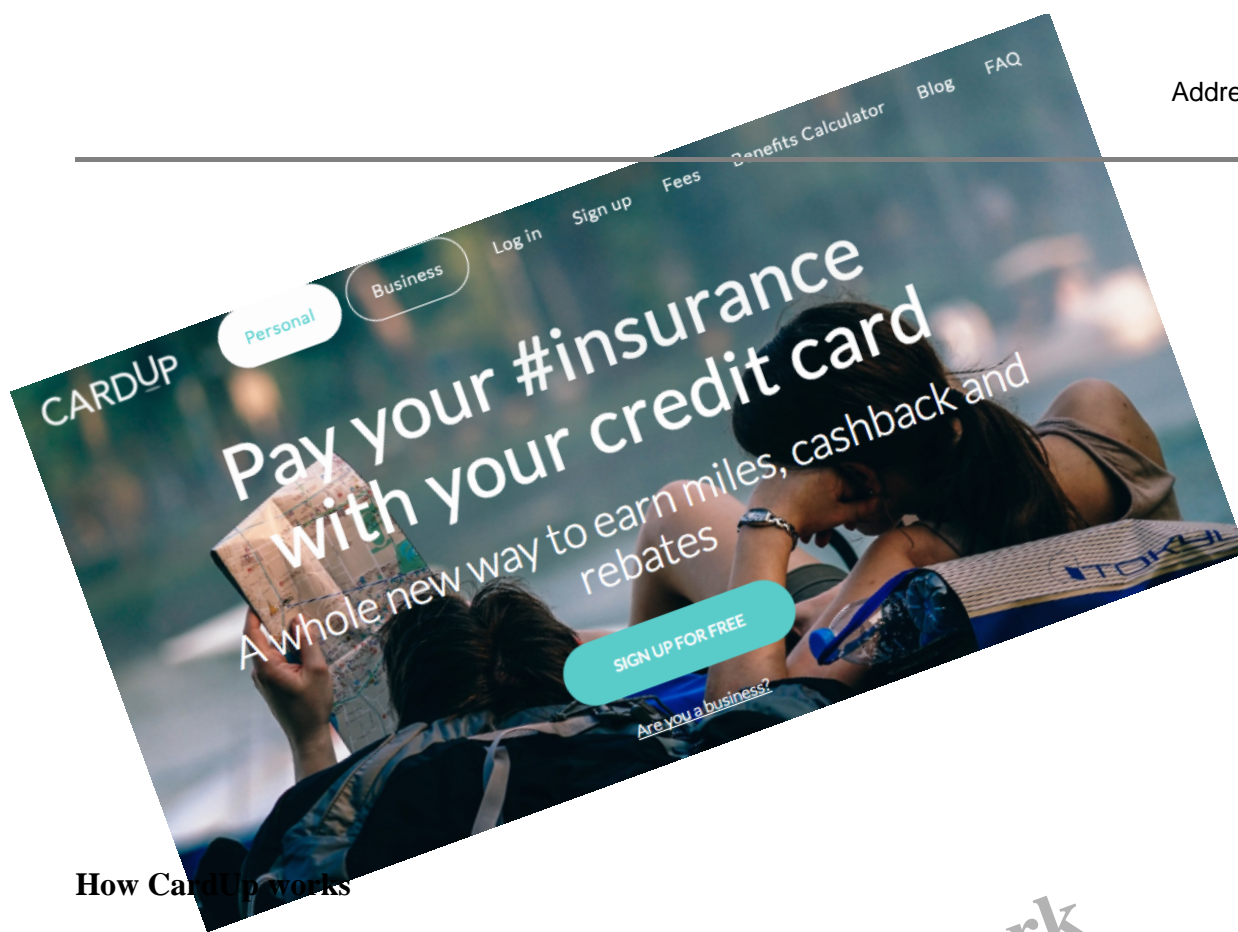 Addre
CARDUP
Personal
Business
Log in
Sign up
Fees
Benefits Calculator
Blog
FAQ
Pay your #insurance
with your credit card
A whole new way to earn miles, cashback and
rebates
SIGN UP FOR FREE
Are you a business?
How CardUp works
rk